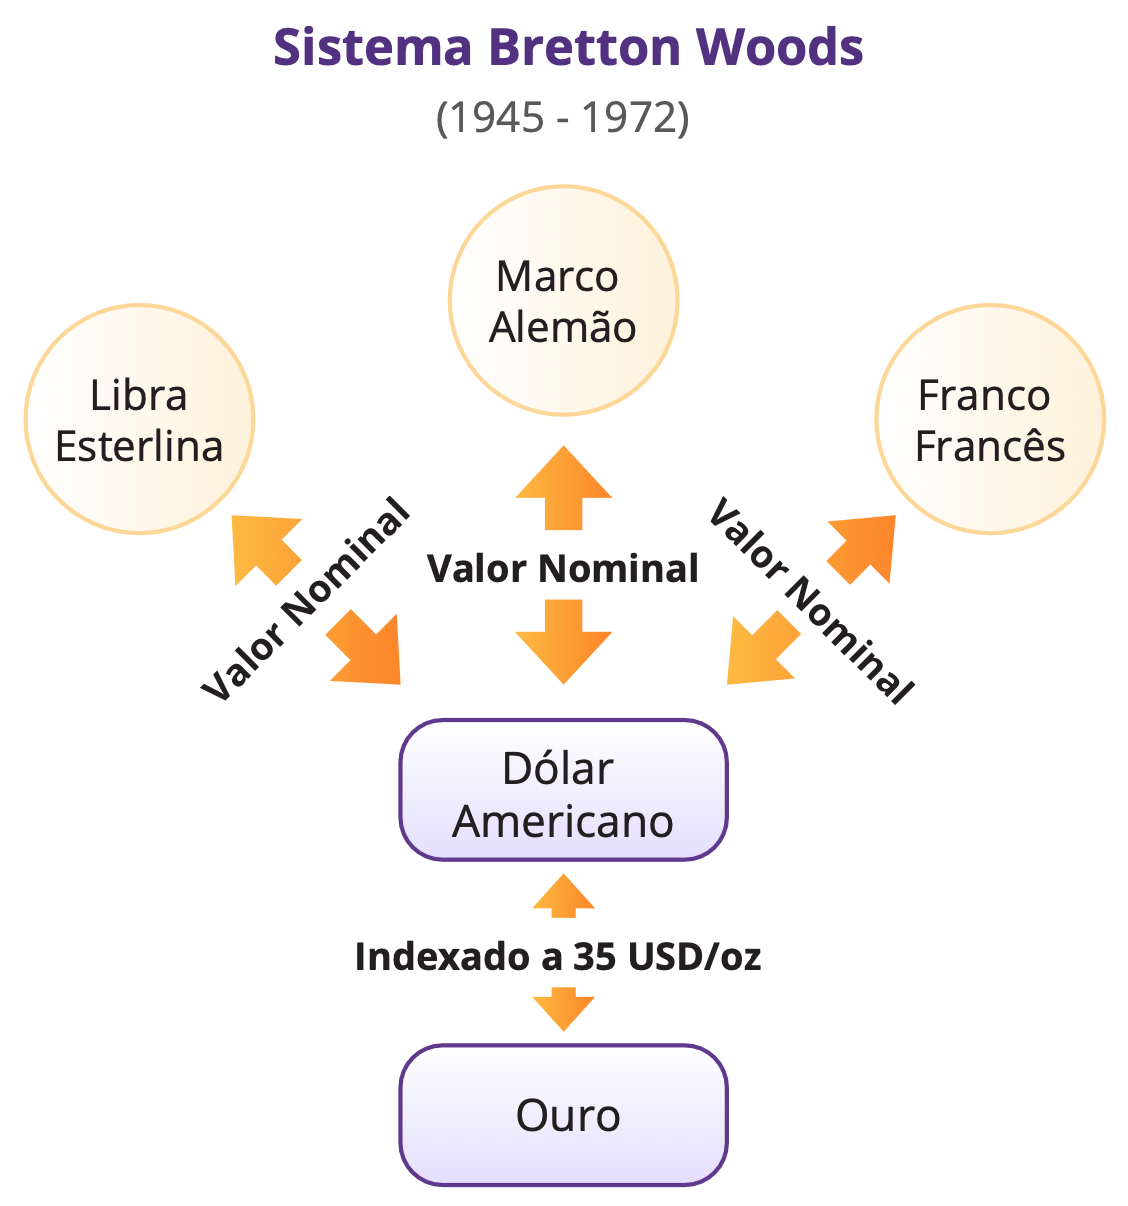 Sistema Bretton Woods
(1945 - 1972)
Marco
Alemão
Libra
Esterlina
Franco
Francês
Valor Nominal
Valor Nominal
Valor Nominal
Dólar
Americano
Indexado a 35 USD/oz
Ouro